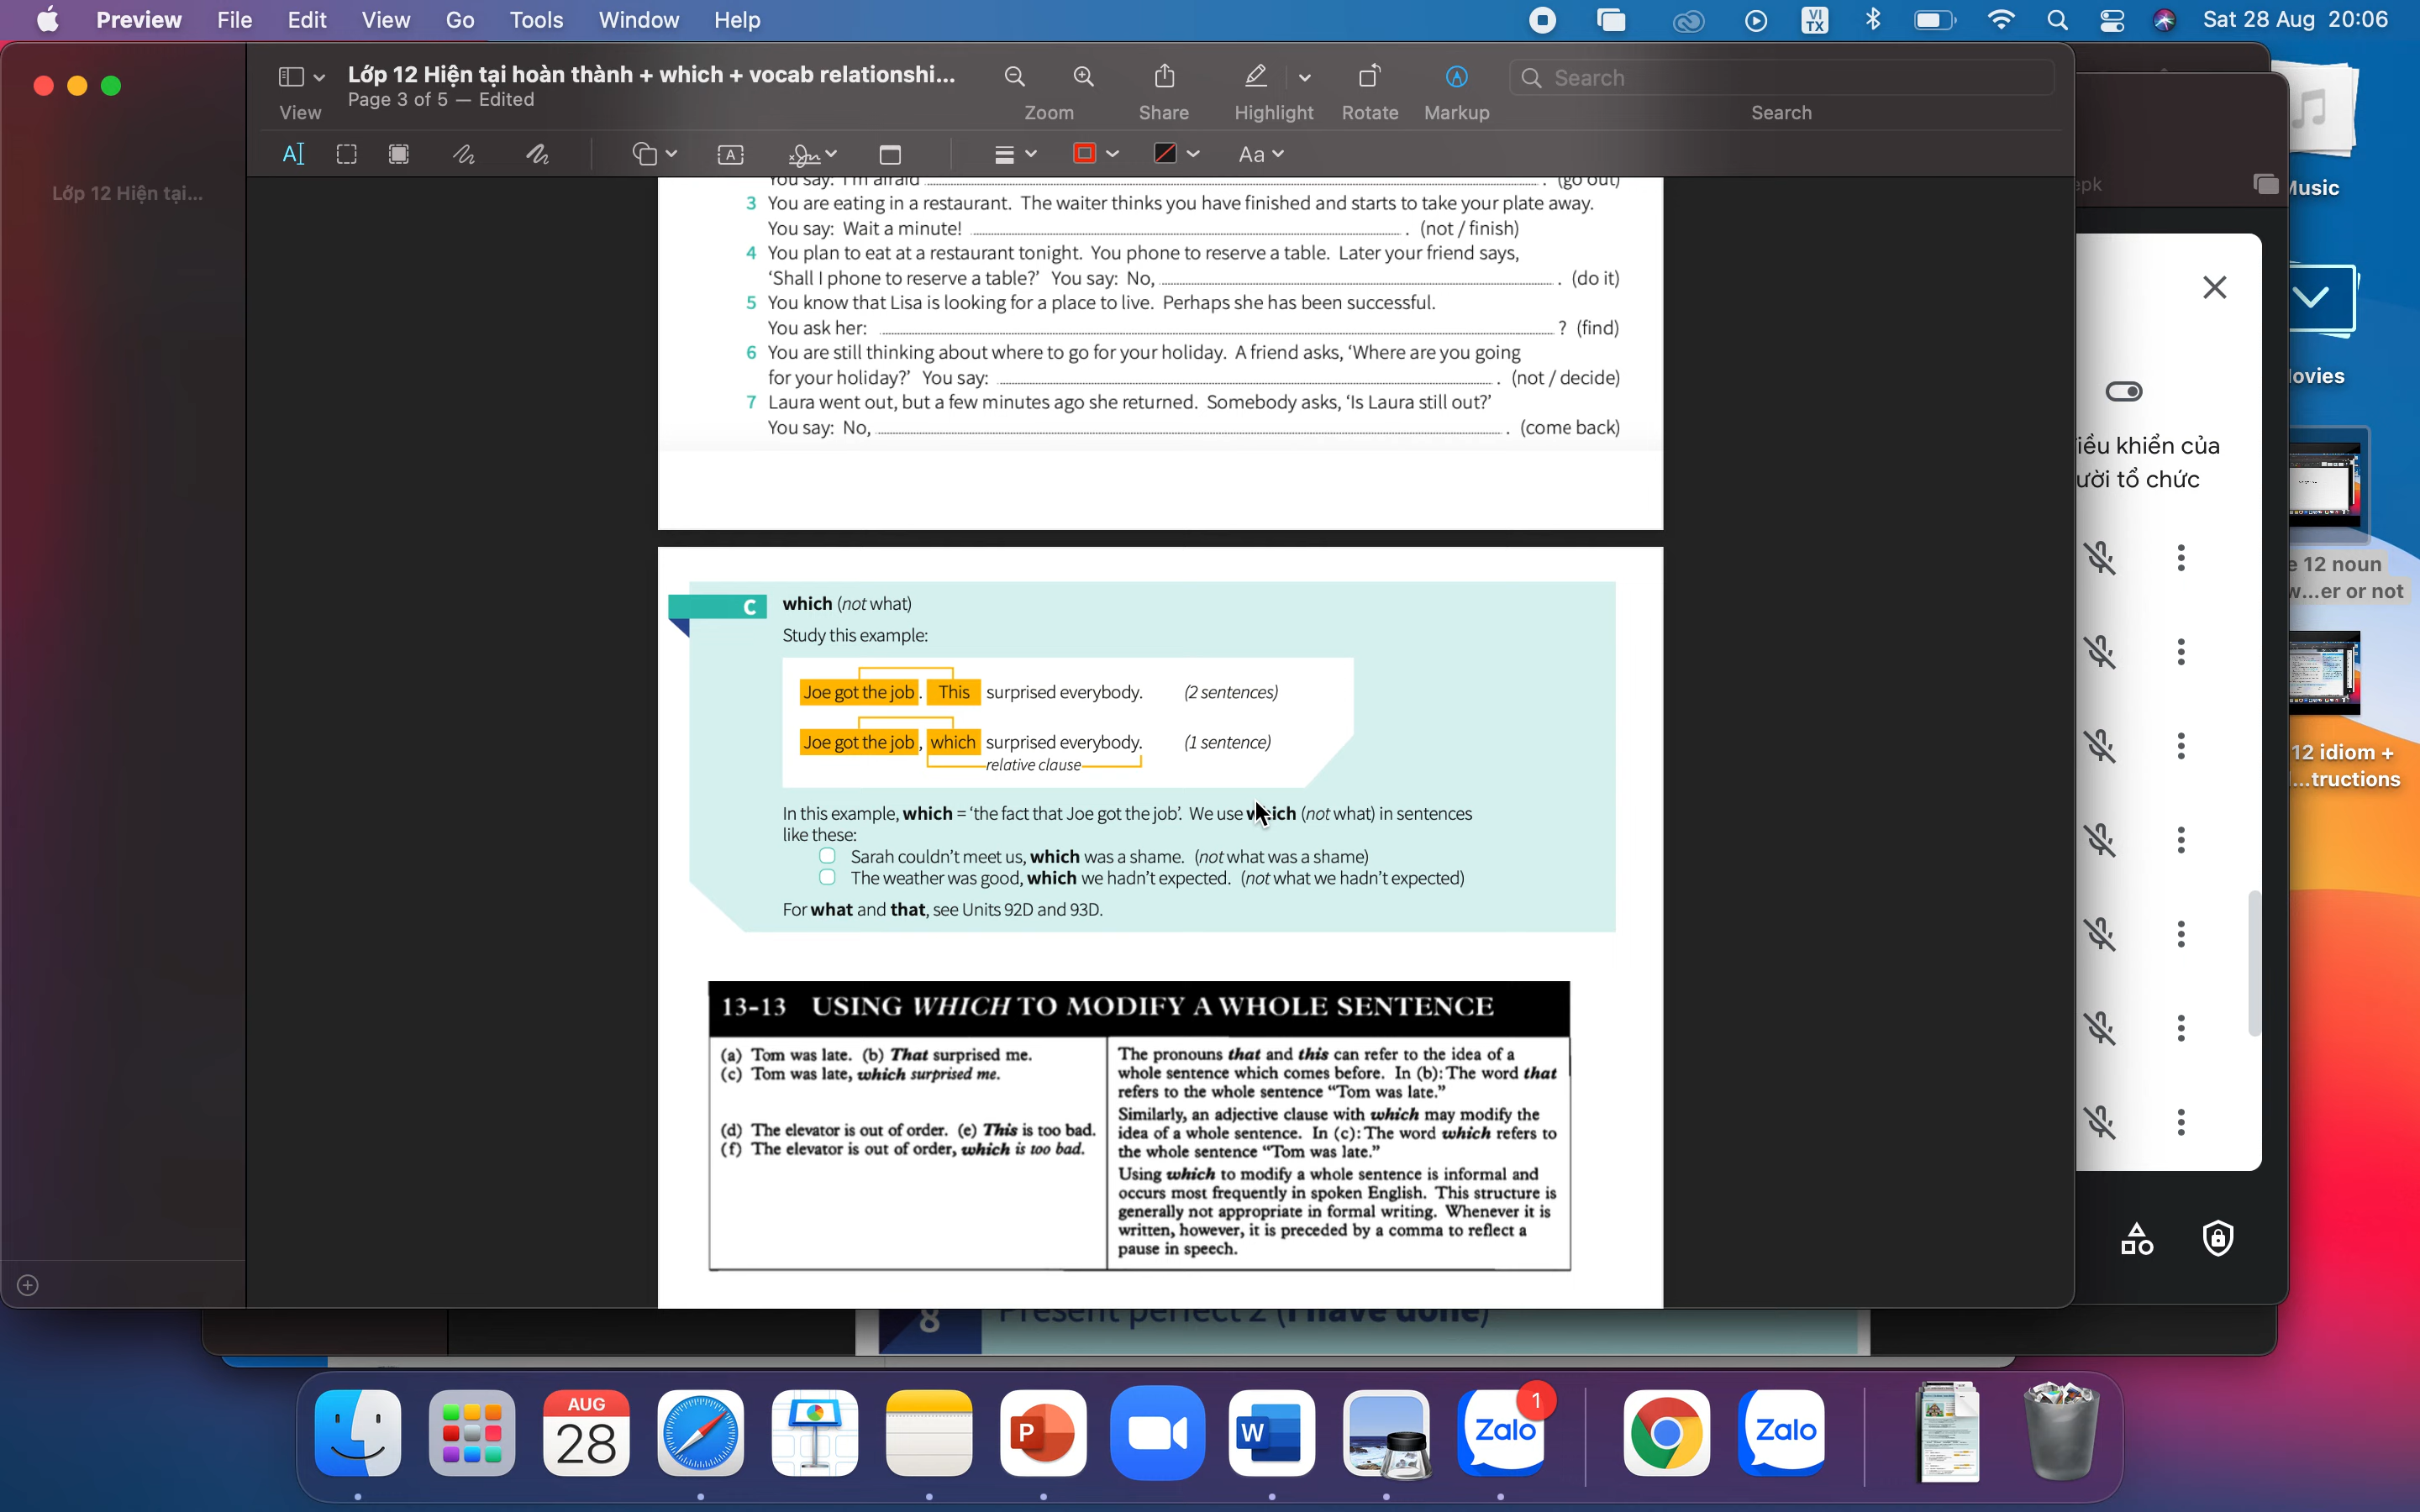 Preview File Edit View Go Tools Window Help VI TX Sat 28 Aug 20:06
Lớp 12 Hiện tại hoàn thành + which + vocab relationshi...
Page 3 of 5 — Edited
View Zoom Share Highlight Rotate Markup Search
Search
Aa
Lớp 12 Hiện tại...
You say: I'm afraid . (go out)
3 You are eating in a restaurant. The waiter thinks you have finished and starts to take your plate away.
You say: Wait a minute! . (not / finish)
4 You plan to eat at a restaurant tonight. You phone to reserve a table. Later your friend says,
‘Shall I phone to reserve a table?’ You say: No, . (do it)
5 You know that Lisa is looking for a place to live. Perhaps she has been successful.
You ask her: ? (find)
6 You are still thinking about where to go for your holiday. A friend asks, ‘Where are you going
for your holiday?’ You say: . (not / decide)
7 Laura went out, but a few minutes ago she returned. Somebody asks, ‘Is Laura still out?’
You say: No, . (come back)
C which (not what)
Study this example:
Joe got the job . This surprised everybody. (2 sentences)
Joe got the job , which surprised everybody. (1 sentence)
relative clause
In this example, which = ‘the fact that Joe got the job’. We use which (not what) in sentences
like these:
Sarah couldn’t meet us, which was a shame. (not what was a shame)
The weather was good, which we hadn’t expected. (not what we hadn’t expected)
For what and that, see Units 92D and 93D.
13-13 USING WHICH TO MODIFY A WHOLE SENTENCE
(a) Tom was late. (b) That surprised me.
(c) Tom was late, which surprised me.
(d) The elevator is out of order. (e) This is too bad.
(f) The elevator is out of order, which is too bad.
The pronouns that and this can refer to the idea of a
whole sentence which comes before. In (b): The word that
refers to the whole sentence “Tom was late.”
Similarly, an adjective clause with which may modify the
idea of a whole sentence. In (c): The word which refers to
the whole sentence “Tom was late.”
Using which to modify a whole sentence is informal and
occurs most frequently in spoken English. This structure is
generally not appropriate in formal writing. Whenever it is
written, however, it is preceded by a comma to reflect a
pause in speech.
8 Present perfect 2 (I have done)
epk
iều khiển của
ười tổ chức
Music
ovies
e 12 noun
w...er or not
12 idiom +
...tructions
AUG
28
P
W
Zalo
1
Zalo